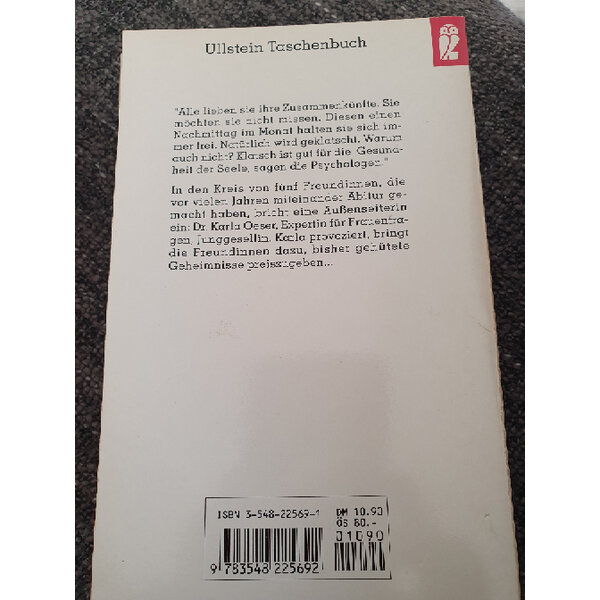 Ullstein Taschenbuch
"Alle lieben sie ihre Zusammenkünfte. Sie
möchten sie nicht missen. Diesen einen
Nachmittag im Monat halten sie sich im-
mer frei. Natürlich wird geklatscht. Warum
auch nicht? Klatsch ist gut für die Gesund-
heit der Seele, sagen die Psychologen."
In den Kreis von fünf Freundinnen, die
vor vielen Jahren miteinander Abitur ge-
macht haben, bricht eine Außenseiterin
ein: Dr. Karla Oeser, Expertin für Frauenfra-
gen, Junggesellin. Karla provoziert, bringt
die Freundinnen dazu, bisher gehütete
Geheimnisse preiszugeben...
ISBN 3-548-22569-1
DM 10.90
ÖS 80.-
01090
9 783548 225692